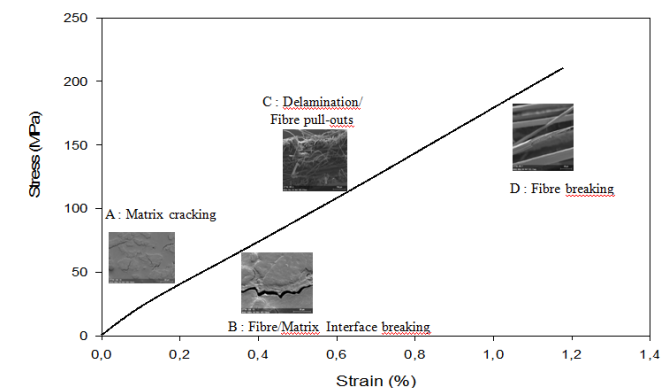 250
200
150
100
50
0
Stress (MPa)
C : Delamination/
Fibre pull-outs
A : Matrix cracking
D : Fibre breaking
B : Fibre/Matrix Interface breaking
0,0 0,2 0,4 0,6 0,8 1,0 1,2 1,4
Strain (%)